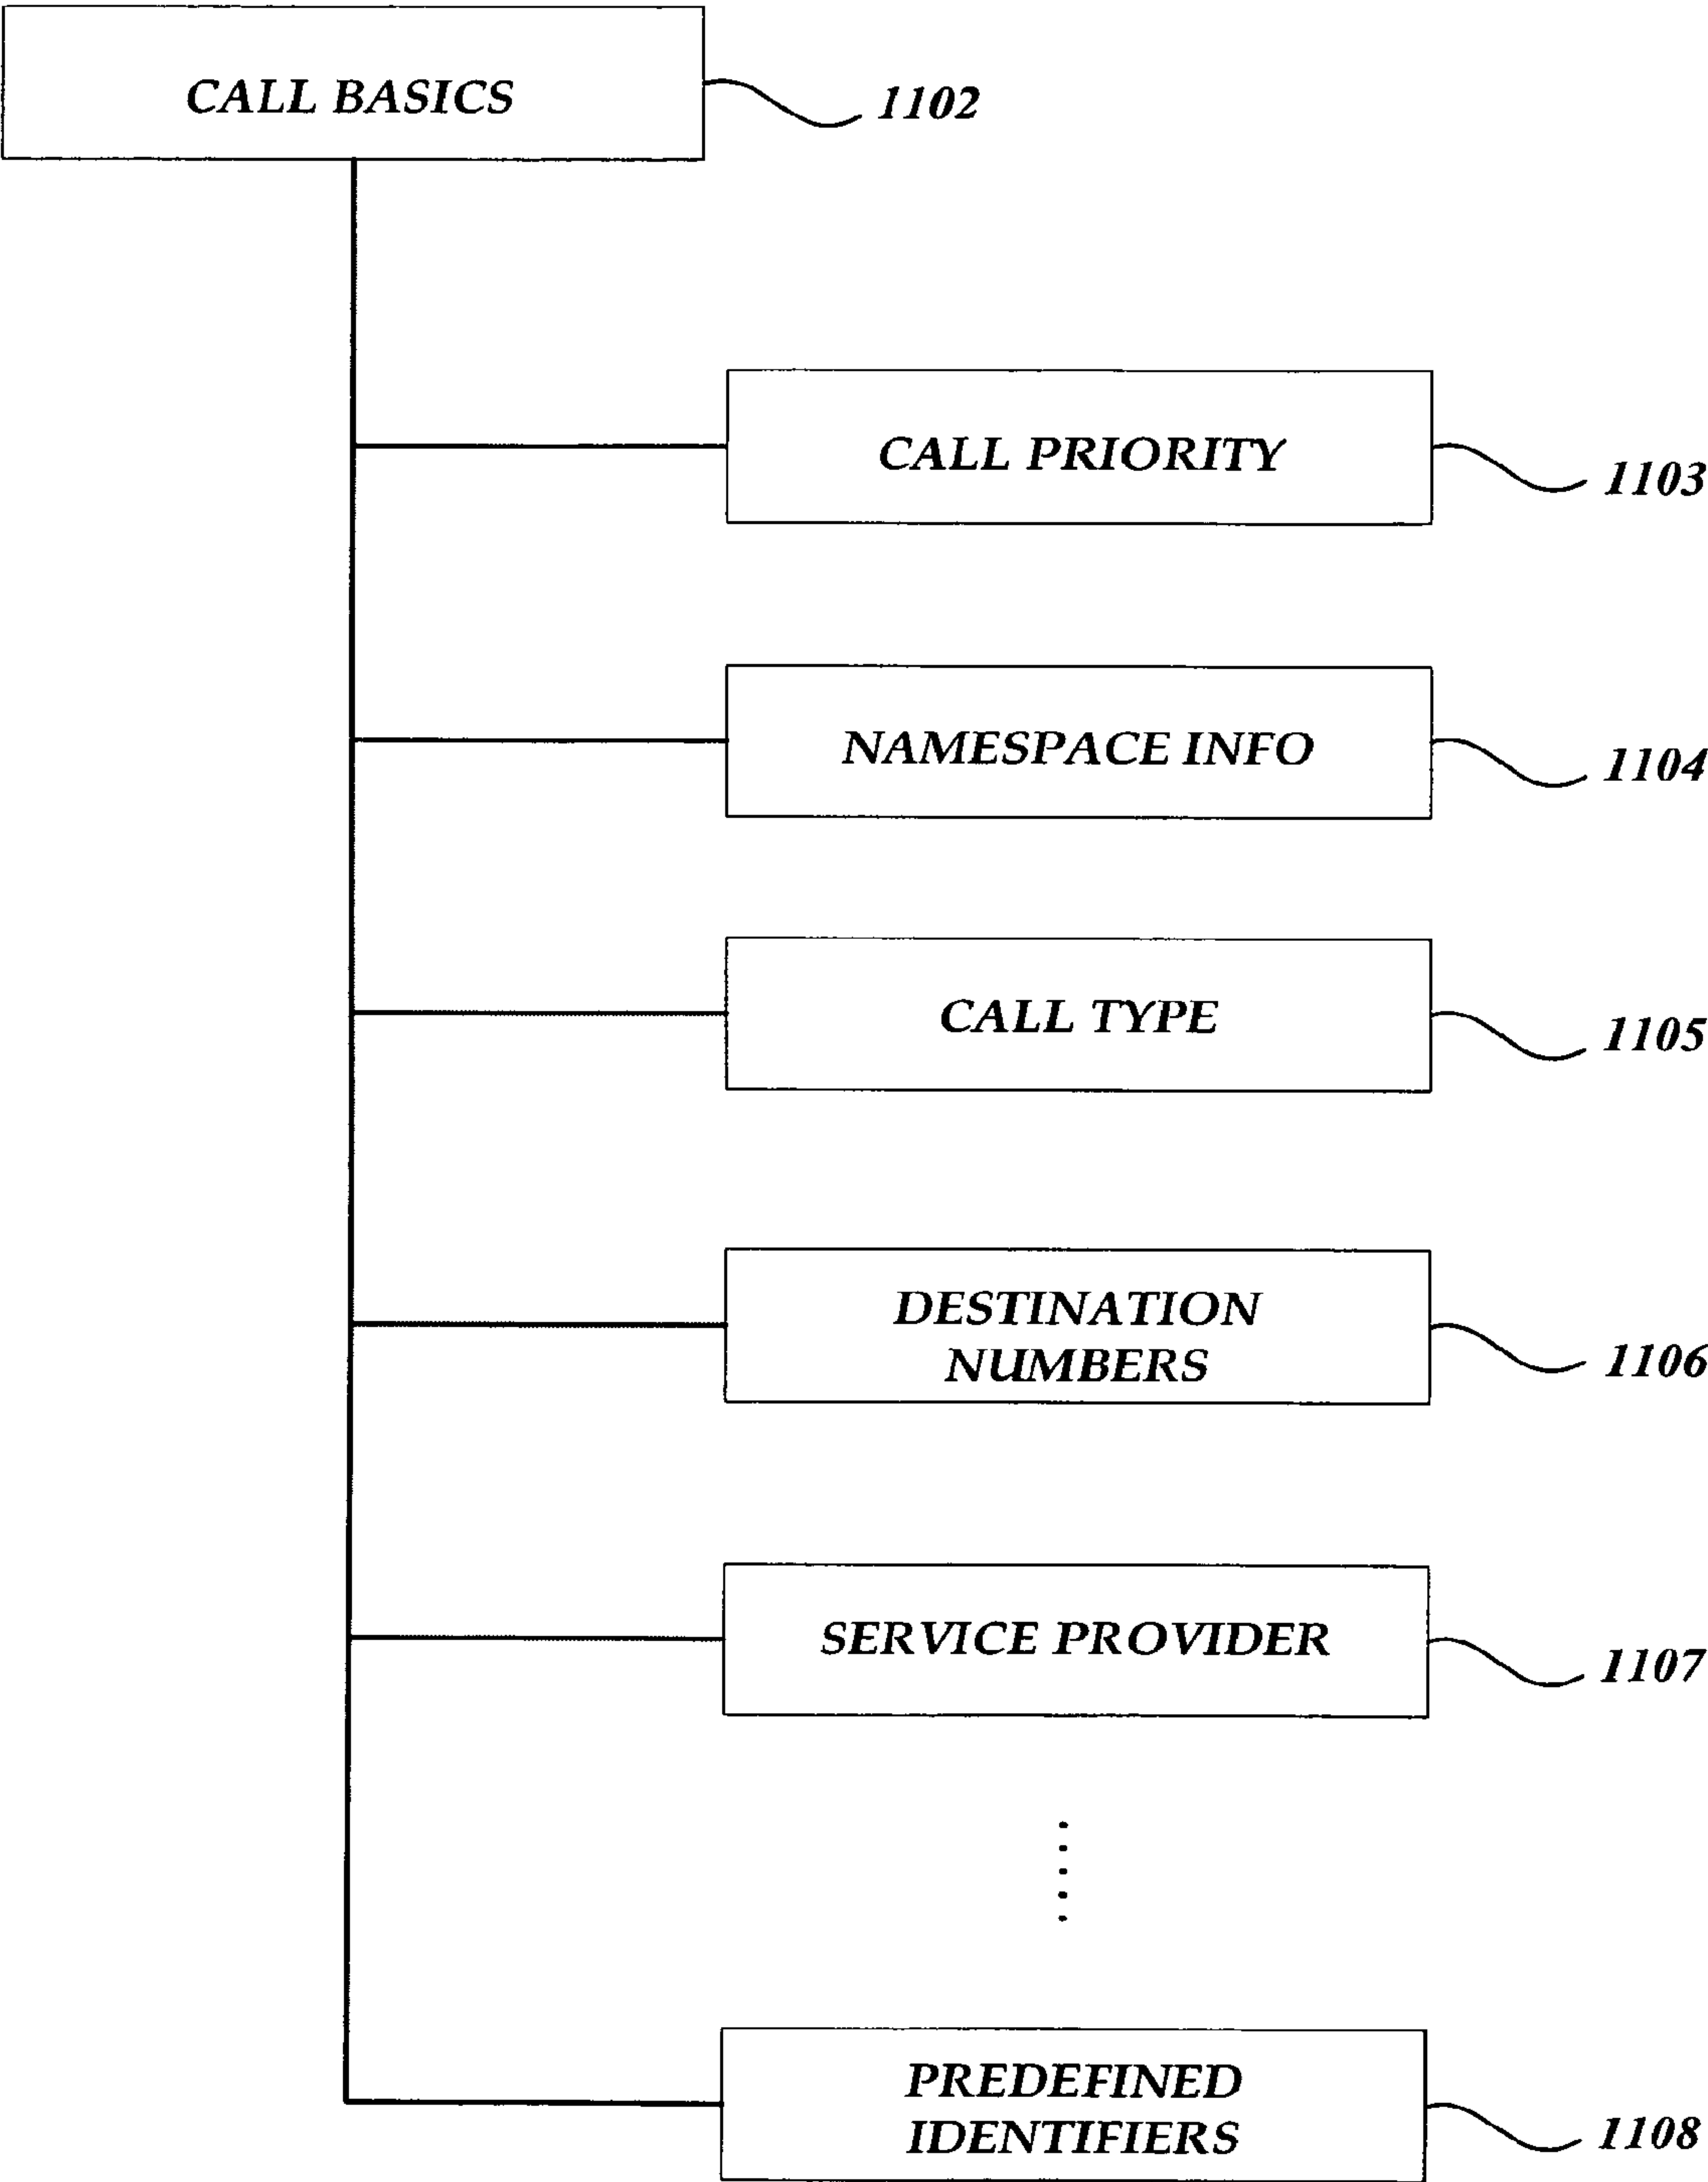 CALL BASICS
1102
CALL PRIORITY
1103
NAMESPACE INFO
1104
CALL TYPE
1105
DESTINATION
NUMBERS
1106
SERVICE PROVIDER
1107
PREDEFINED
IDENTIFIERS
1108